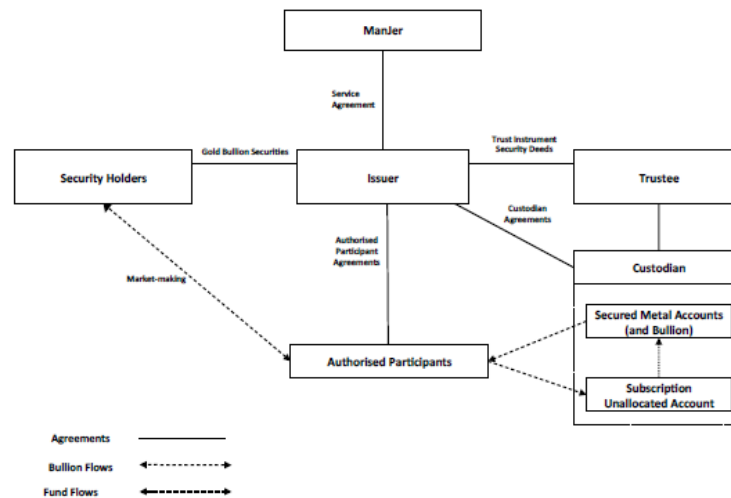 ManJer
Service
Agreement
Gold Bullion Securities
Trust Instrument
Security Deeds
Security Holders
Issuer
Trustee
Custodian
Agreements
Authorised
Participant
Agreements
Custodian
Market-making
Secured Metal Accounts
(and Bullion)
Authorised Participants
Subscription
Unallocated Account
Agreements
Bullion Flows
Fund Flows